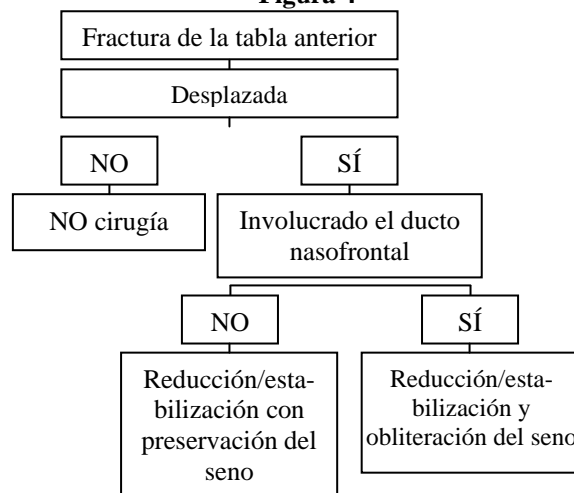 Figura 4
Fractura de la tabla anterior
Desplazada
NO
SÍ
NO cirugía
Involucrado el ducto
nasofrontal
NO
SÍ
Reducción/esta-
bilización con
preservación del
seno
Reducción/esta-
bilización y
obliteración del seno